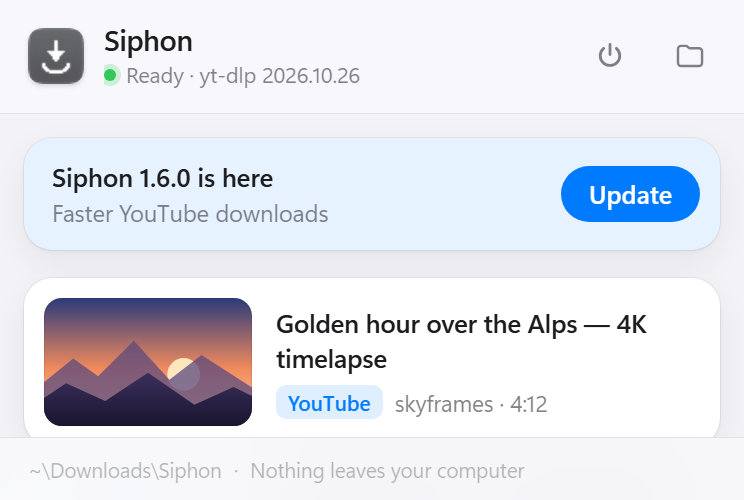 Siphon
Ready · yt-dlp 2026.10.26
Siphon 1.6.0 is here
Faster YouTube downloads
Update
Golden hour over the Alps — 4K
timelapse
YouTube skyframes · 4:12
~\Downloads\Siphon · Nothing leaves your computer